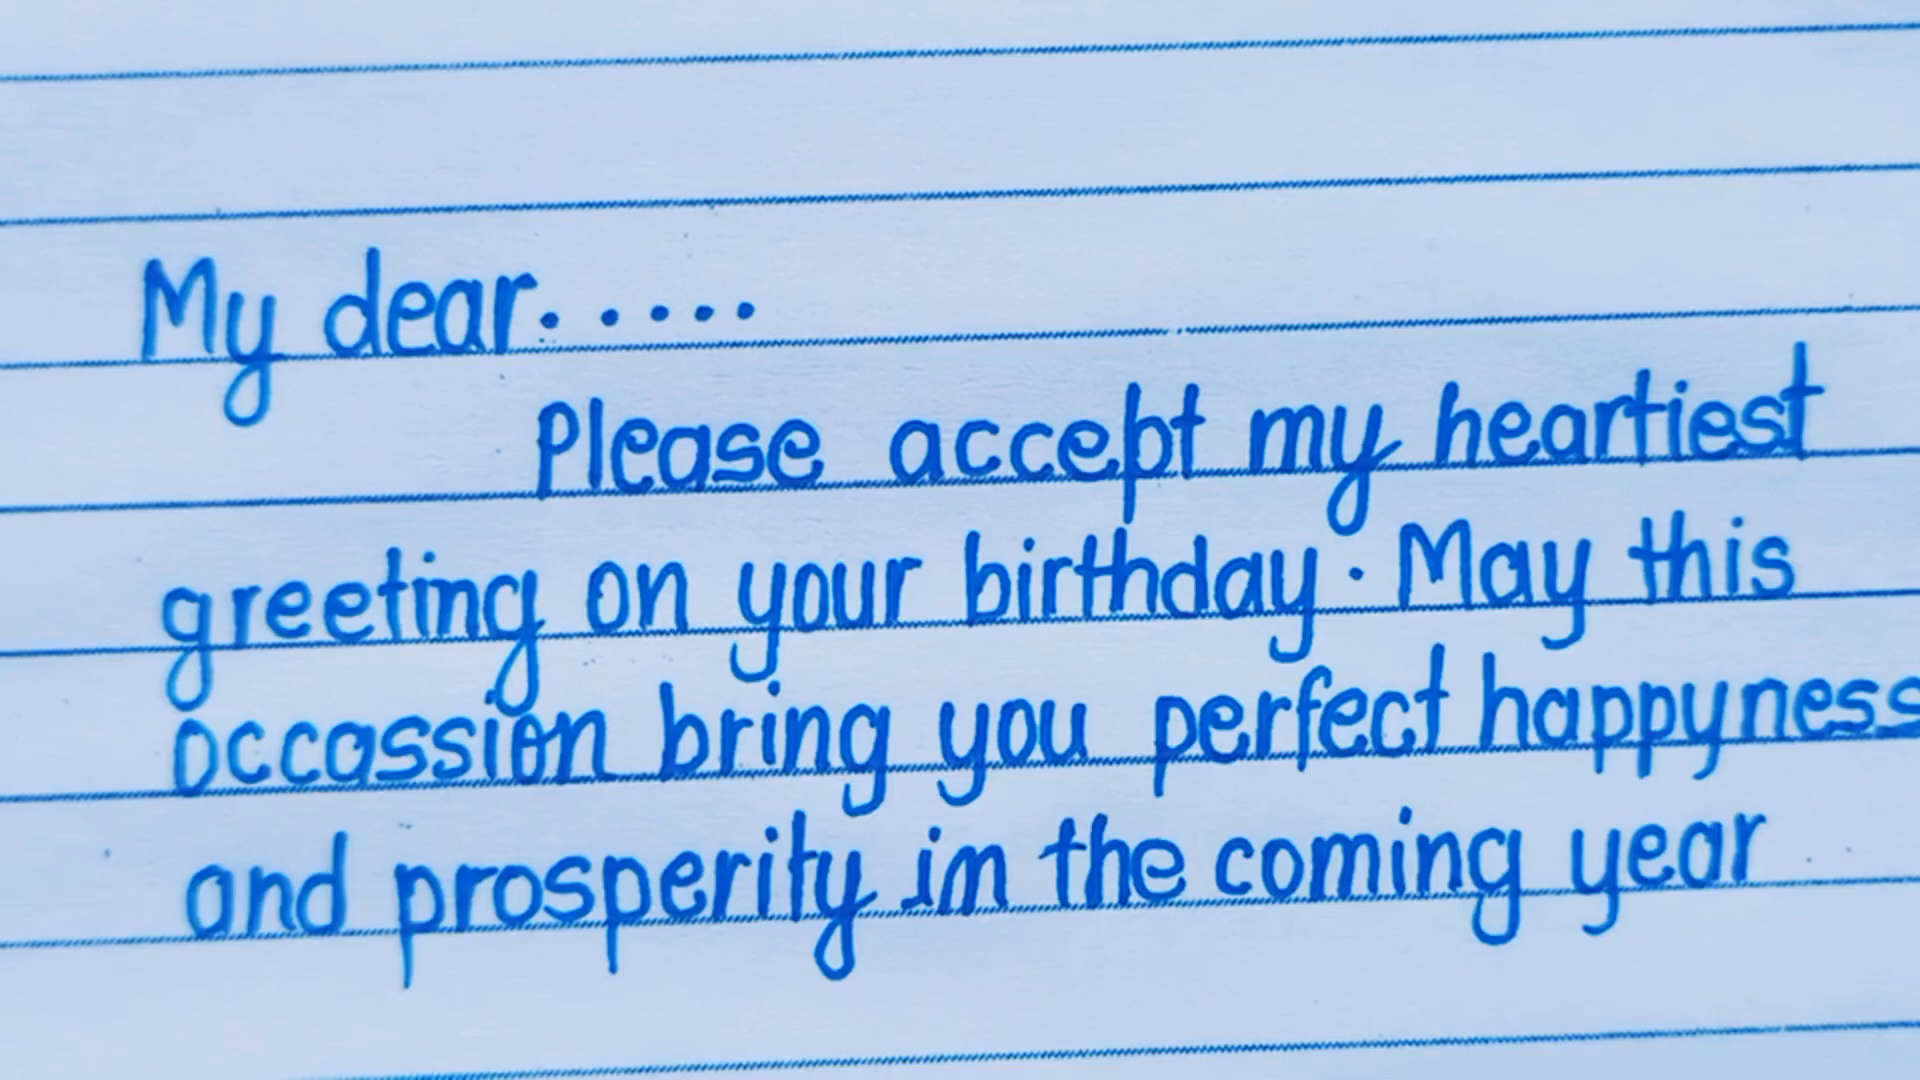 My dear.....
Please accept my heartiest
greeting on your birthday. May this
occassion bring you perfect happyness
and prosperity in the coming year